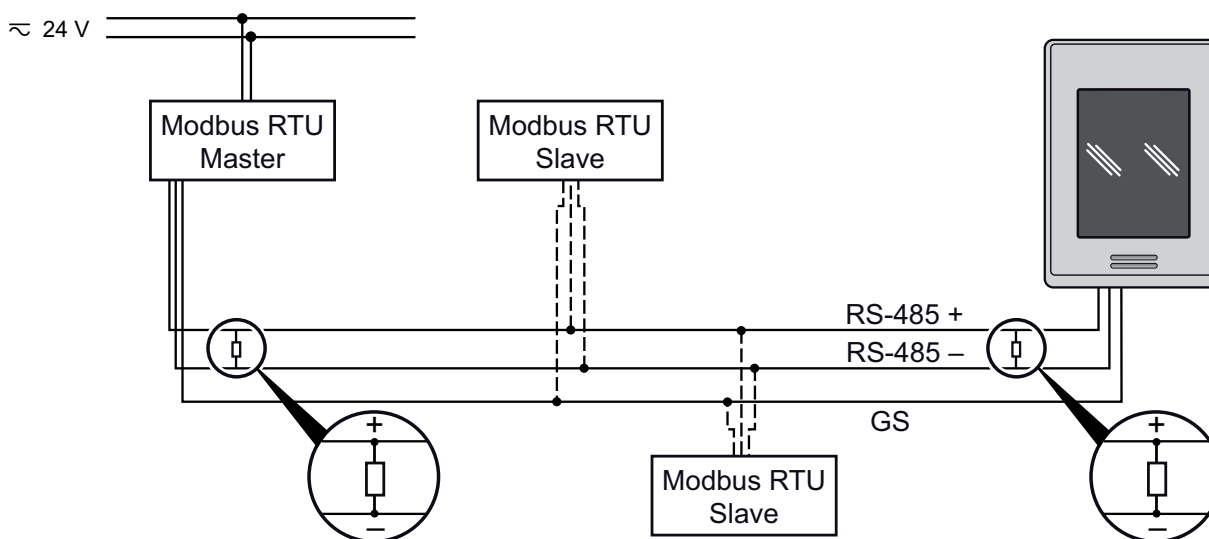 ⎓ 24 V
Modbus RTU
Master
Modbus RTU
Slave
RS-485 +
RS-485 –
GS
+
–
+
–
Modbus RTU
Slave